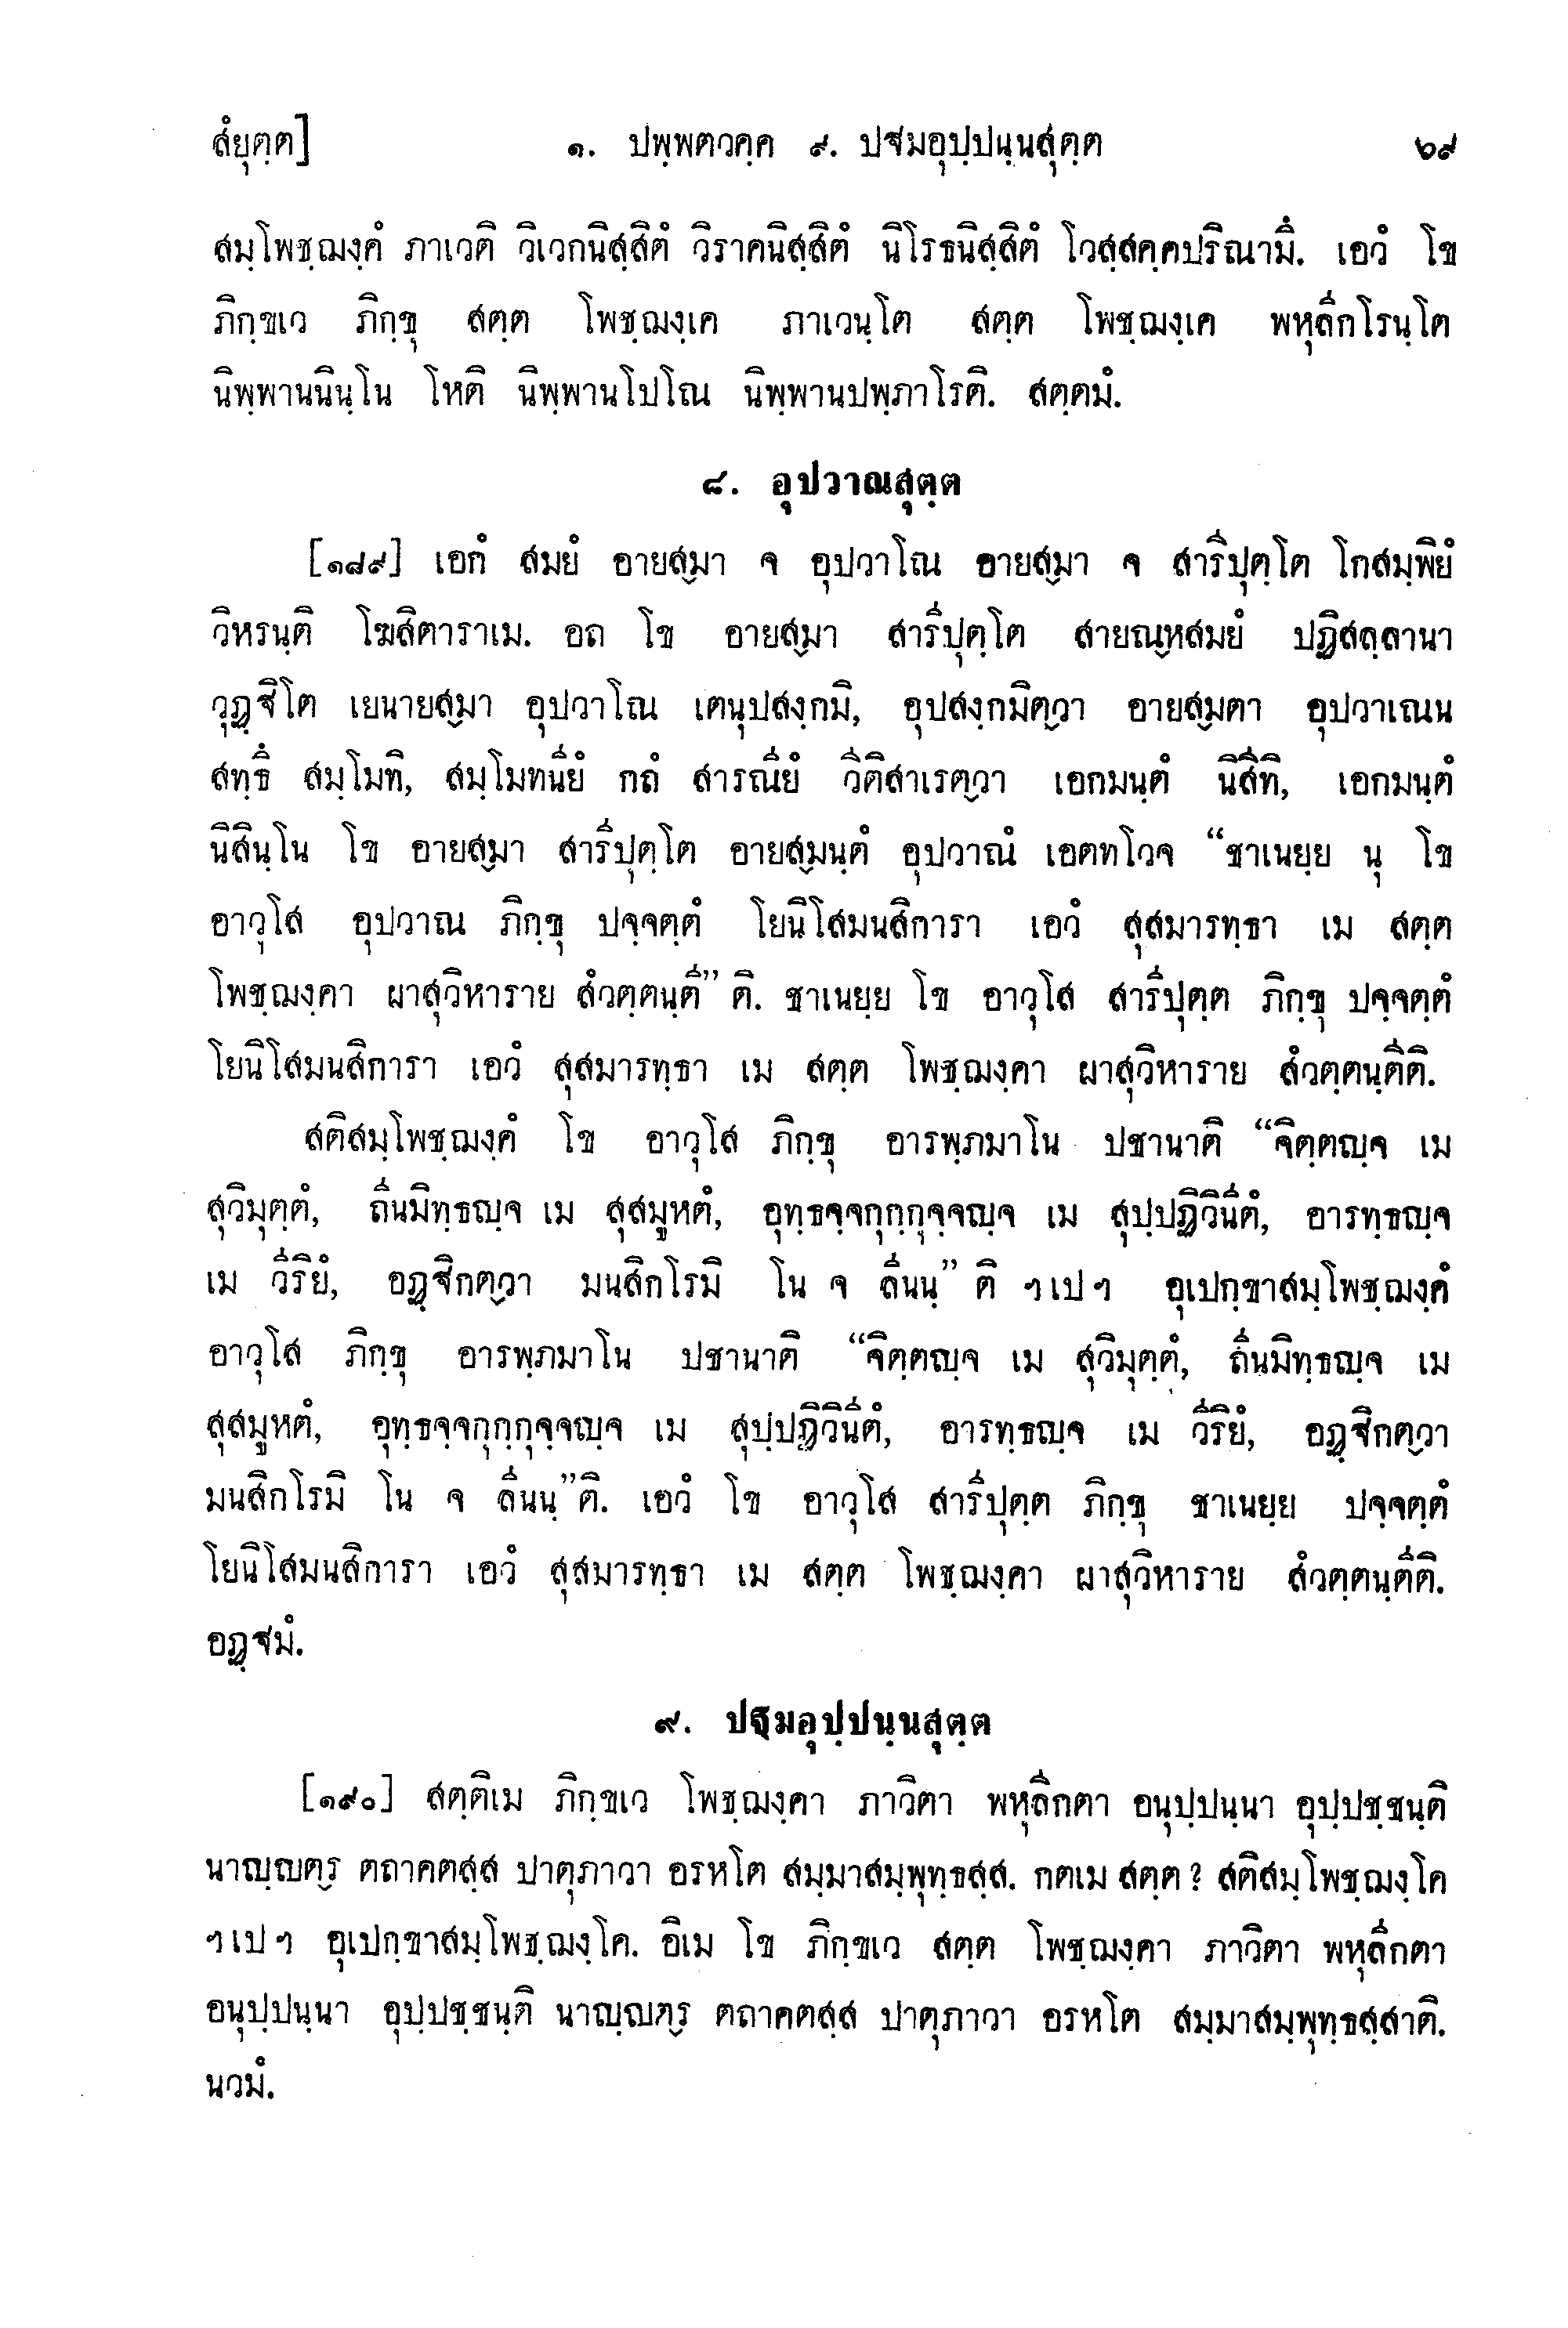 สํยุตฺต] ๑. ปพฺพตวคฺค ๙. ปฐมอุปฺปนฺนสุตฺต ๖๙
สมฺโพชฺฌงฺคํ ภาเวติ วิเวกนิสฺสิตํ วิราคนิสฺสิตํ นิโรธนิสฺสิตํ โวสฺสคฺคปริณามึ. เอวํ โข
ภิกฺขเว ภิกฺขุ สตฺต โพชฺฌงฺเค ภาเวนฺโต สตฺต โพชฺฌงฺเค พหุลีกโรนฺโต
นิพฺพานนินฺโน โหติ นิพฺพานโปโณ นิพฺพานปพฺภาโรติ. สตฺตมํ.
๘. อุปวาณสุตฺต
[๑๘๙] เอกํ สมยํ อายสฺมา จ อุปวาโณ อายสฺมา จ สารีปุตฺโต โกสมฺพิยํ
วิหรนฺติ โฆสิตาราเม. อถ โข อายสฺมา สารีปุตฺโต สายณฺหสมยํ ปฏิสลฺลานา
วุฏฺฐิโต เยนายสฺมา อุปวาโณ เตนุปสงฺกมิ, อุปสงฺกมิตฺวา อายสฺมตา อุปวาเณน
สทฺธึ สมฺโมทิ, สมฺโมทนียํ กถํ สารณียํ วีติสาเรตฺวา เอกมนฺตํ นิสีทิ, เอกมนฺตํ
นิสินฺโน โข อายสฺมา สารีปุตฺโต อายสฺมนฺตํ อุปวาณํ เอตทโวจ “ชาเนยฺย นุ โข
อาวุโส อุปวาณ ภิกฺขุ ปจฺจตฺตํ โยนิโสมนสิการา เอวํ สุสมารทฺธา เม สตฺต
โพชฺฌงฺคา ผาสุวิหาราย สํวตฺตนฺตี” ติ. ชาเนยฺย โข อาวุโส สารีปุตฺต ภิกฺขุ ปจฺจตฺตํ
โยนิโสมนสิการา เอวํ สุสมารทฺธา เม สตฺต โพชฺฌงฺคา ผาสุวิหาราย สํวตฺตนฺตีติ.
สติสมฺโพชฺฌงฺคํ โข อาวุโส ภิกฺขุ อารพฺภมาโน ปชานาติ “จิตฺตญฺจ เม
สุวิมุตฺตํ, ถีนมิทฺธญฺจ เม สุสมูหตํ, อุทฺธจฺจกุกฺกุจฺจญฺจ เม สุปฺปฏิวินีตํ, อารทฺธญฺจ
เม วีริยํ, อฏฺฐิกตฺวา มนสิกโรมิ โน จ ลีนนฺ” ติ ฯเปฯ อุเปกฺขาสมฺโพชฺฌงฺคํ
อาวุโส ภิกฺขุ อารพฺภมาโน ปชานาติ “จิตฺตญฺจ เม สุวิมุตฺตํ, ถีนมิทฺธญฺจ เม
สุสมูหตํ, อุทฺธจฺจกุกฺกุจฺจญฺจ เม สุปฺปฏิวินีตํ, อารทฺธญฺจ เม วีริยํ, อฏฺฐิกตฺวา
มนสิกโรมิ โน จ ลีนนฺ”ติ. เอวํ โข อาวุโส สารีปุตฺต ภิกฺขุ ชาเนยฺย ปจฺจตฺตํ
โยนิโสมนสิการา เอวํ สุสมารทฺธา เม สตฺต โพชฺฌงฺคา ผาสุวิหาราย สํวตฺตนฺตีติ.
อฏฺฐมํ.
๙. ปฐมอุปฺปนฺนสุตฺต
[๑๙๐] สตฺติเม ภิกฺขเว โพชฺฌงฺคา ภาวิตา พหุลีกตา อนุปฺปนฺนา อุปฺปชฺชนฺติ
นาญฺญตฺร ตถาคตสฺส ปาตุภาวา อรหโต สมฺมาสมฺพุทฺธสฺส. กตเม สตฺต? สติสมฺโพชฺฌงฺโค
ฯเปฯ อุเปกฺขาสมฺโพชฺฌงฺโค. อิเม โข ภิกฺขเว สตฺต โพชฺฌงฺคา ภาวิตา พหุลีกตา
อนุปฺปนฺนา อุปฺปชฺชนฺติ นาญฺญตฺร ตถาคตสฺส ปาตุภาวา อรหโต สมฺมาสมฺพุทฺธสฺสาติ.
นวมํ.